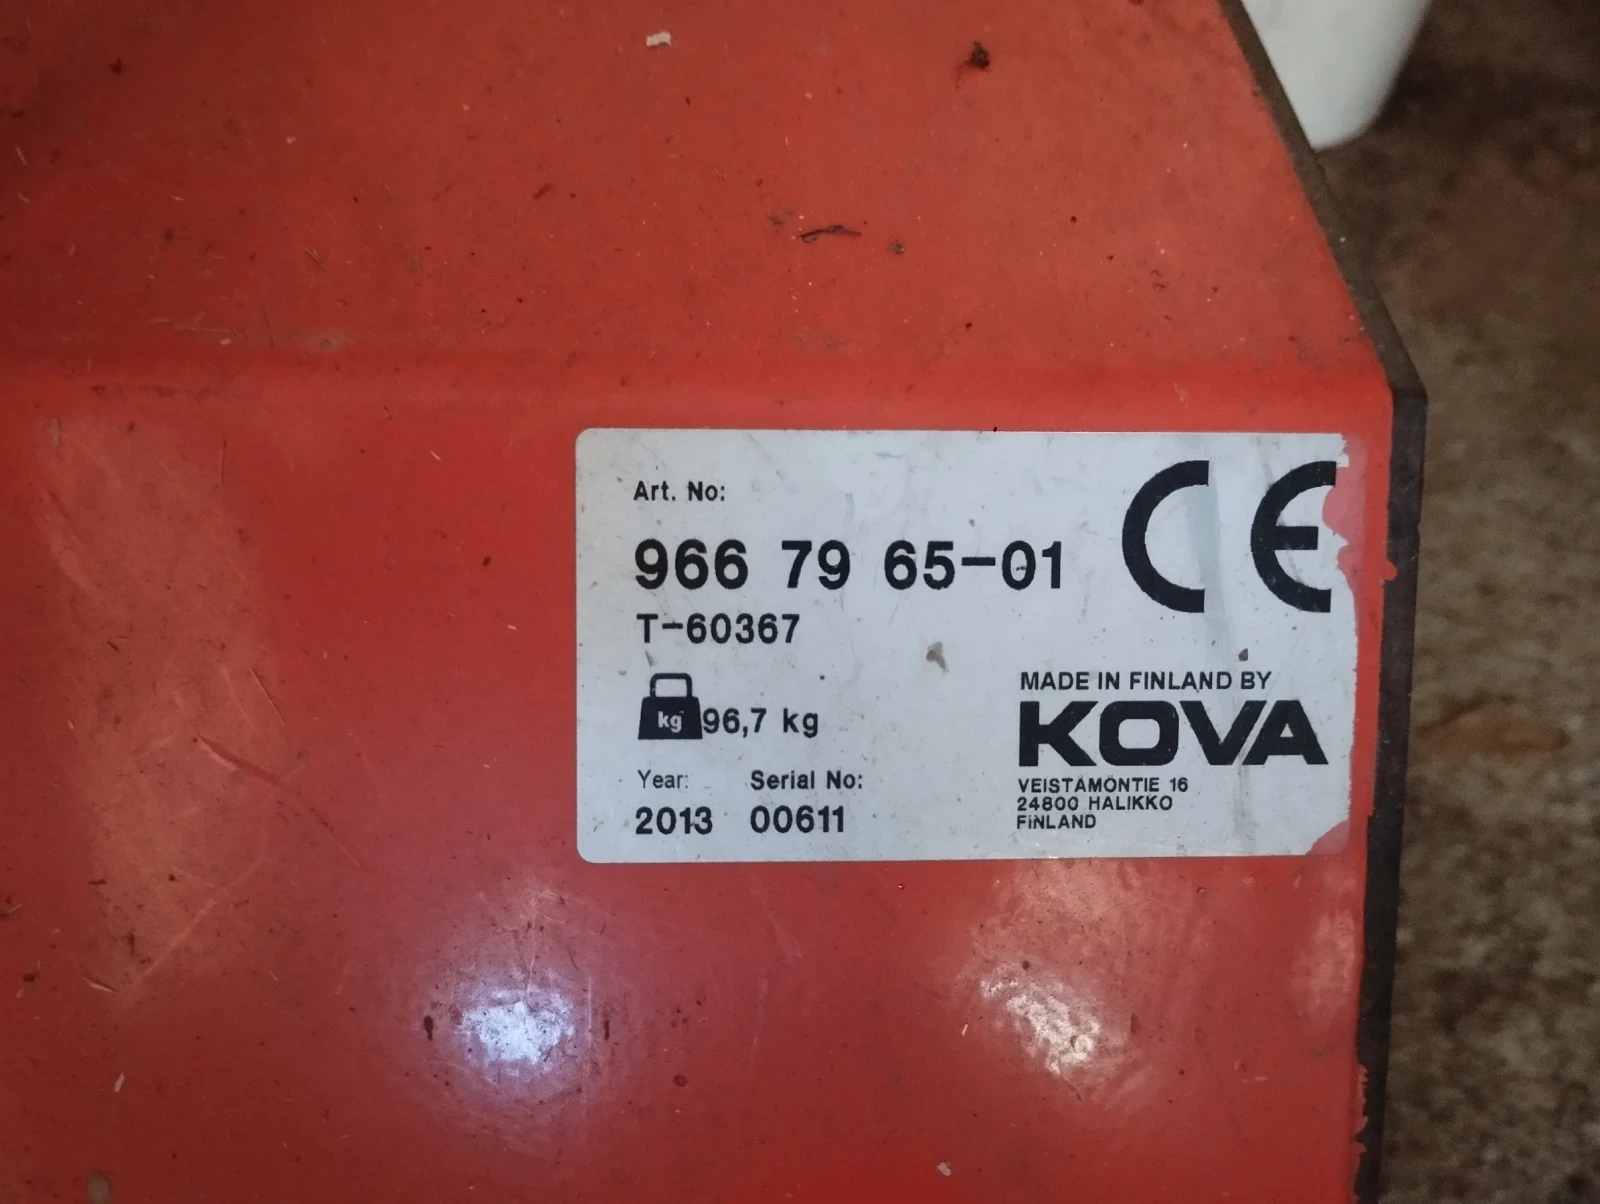 Art. No:
966 79 65-01
T-60367
kg 96,7 kg
Year: Serial No:
2013 00611
CE
MADE IN FINLAND BY
KOVA
VEISTÄMÖNTIE 16
24800 HALIKKO
FINLAND